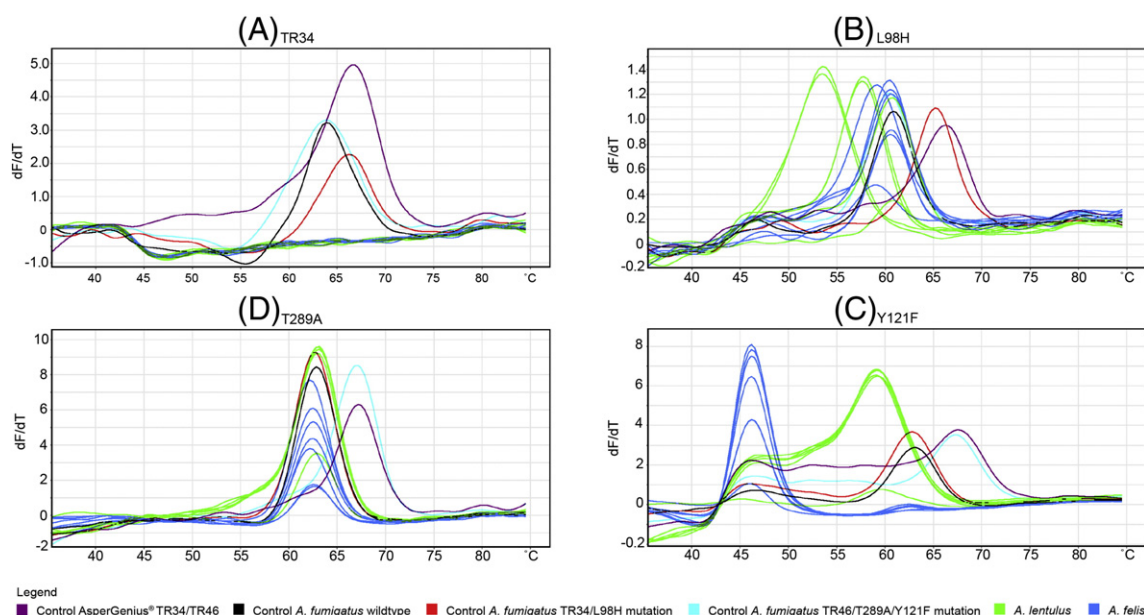 (A) TR34
(B) L98H
dF/dT
5.0
4.0
3.0
2.0
1.0
0
-1.0
40 45 50 55 60 65 70 75 80 °C
dF/dT
1.4
1.2
1.0
0.8
0.6
0.4
0.2
0
-0.2
40 45 50 55 60 65 70 80 °C
(D) T289A
(C) Y121F
dF/dT
10
8
6
4
2
0
-2
40 45 50 55 60 65 70 75 80 °C
dF/dT
8
6
4
2
0
-0.2
40 45 50 55 60 65 70 80 °C
Legend
Control AsperGenius® TR34/TR46 Control A. fumigatus wildtype Control A. fumigatus TR34/L98H mutation Control A. fumigatus TR46/T289A/Y121F mutation A. lentulus A. felis